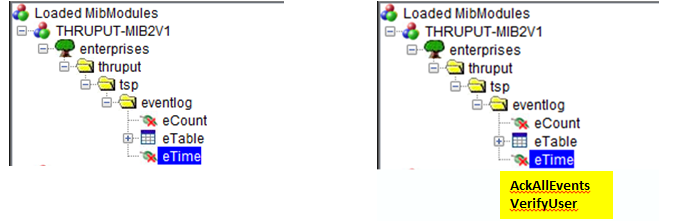 Loaded MibModules
THRUPUT-MIB2V1
enterprises
thruput
tsp
eventlog
eCount
eTable
eTime
Loaded MibModules
THRUPUT-MIB2V1
enterprises
thruput
tsp
eventlog
eCount
eTable
eTime
AckAllEvents
VerifyUser